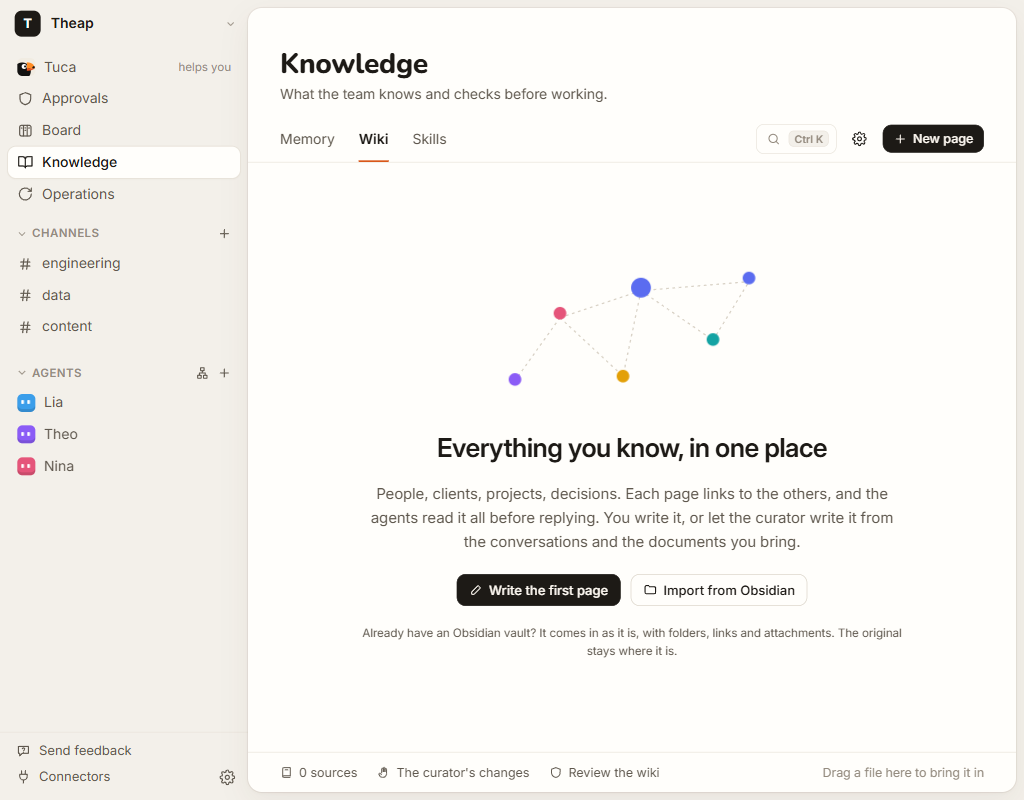 T Theap
Tuca helps you
Approvals
Board
Knowledge
Operations
CHANNELS
# engineering
# data
# content
AGENTS
Lia
Theo
Nina
Send feedback
Connectors
Knowledge
What the team knows and checks before working.
Memory Wiki Skills
Ctrl K
+ New page
Everything you know, in one place
People, clients, projects, decisions. Each page links to the others, and the
agents read it all before replying. You write it, or let the curator write it from
the conversations and the documents you bring.
Write the first page
Import from Obsidian
Already have an Obsidian vault? It comes in as it is, with folders, links and attachments. The original
stays where it is.
0 sources The curator's changes Review the wiki Drag a file here to bring it in